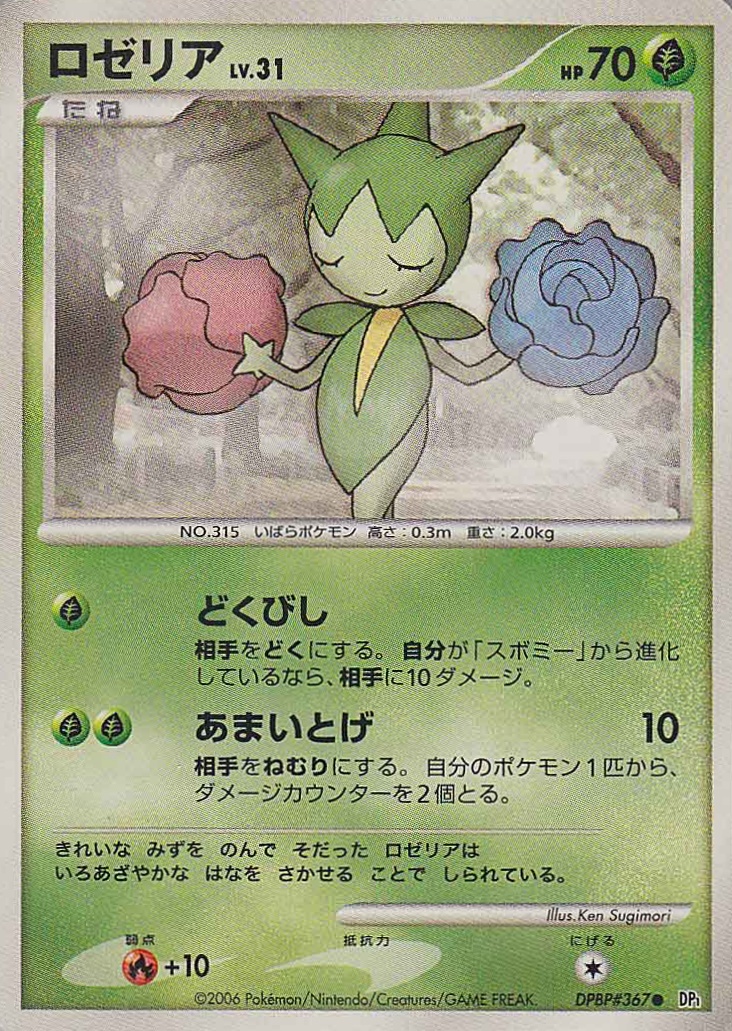 ロゼリア LV.31 HP 70
たね
NO.315 いばらポケモン 高さ:0.3m 重さ:2.0kg
どくびし
相手をどくにする。自分が「スボミー」から進化
しているなら、相手に10ダメージ。
あまいとげ 10
相手をねむりにする。自分のポケモン1匹から、
ダメージカウンターを2個とる。
きれいな みずを のんで そだった ロゼリアは
いろあざやかな はなを さかせる ことで しられている。
Illus.Ken Sugimori
弱点 抵抗力 にげる
+10
©2006 Pokémon/Nintendo/Creatures/GAME FREAK. DPBP#367● DP1